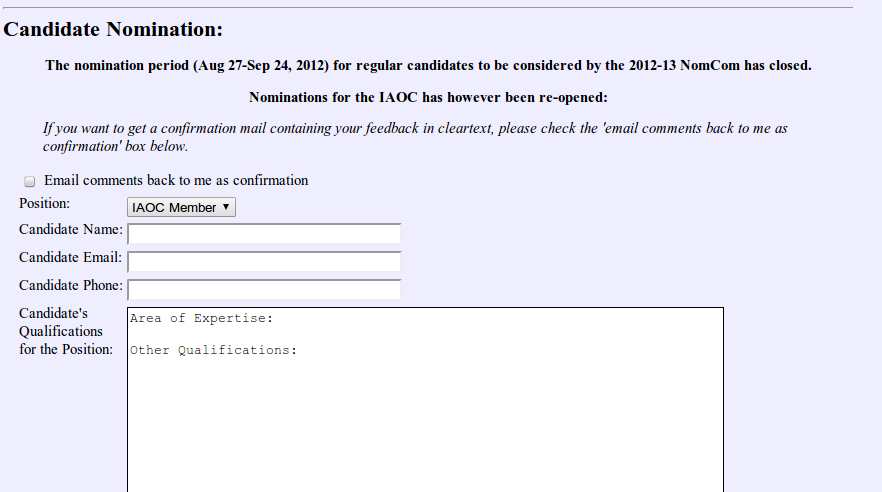 Candidate Nomination:
The nomination period (Aug 27-Sep 24, 2012) for regular candidates to be considered by the 2012-13 NomCom has closed.
Nominations for the IAOC has however been re-opened:
If you want to get a confirmation mail containing your feedback in cleartext, please check the 'email comments back to me as
confirmation' box below.
Email comments back to me as confirmation
Position:
IAOC Member
Candidate Name:
Candidate Email:
Candidate Phone:
Candidate's
Qualifications
for the Position:
Area of Expertise:
Other Qualifications: